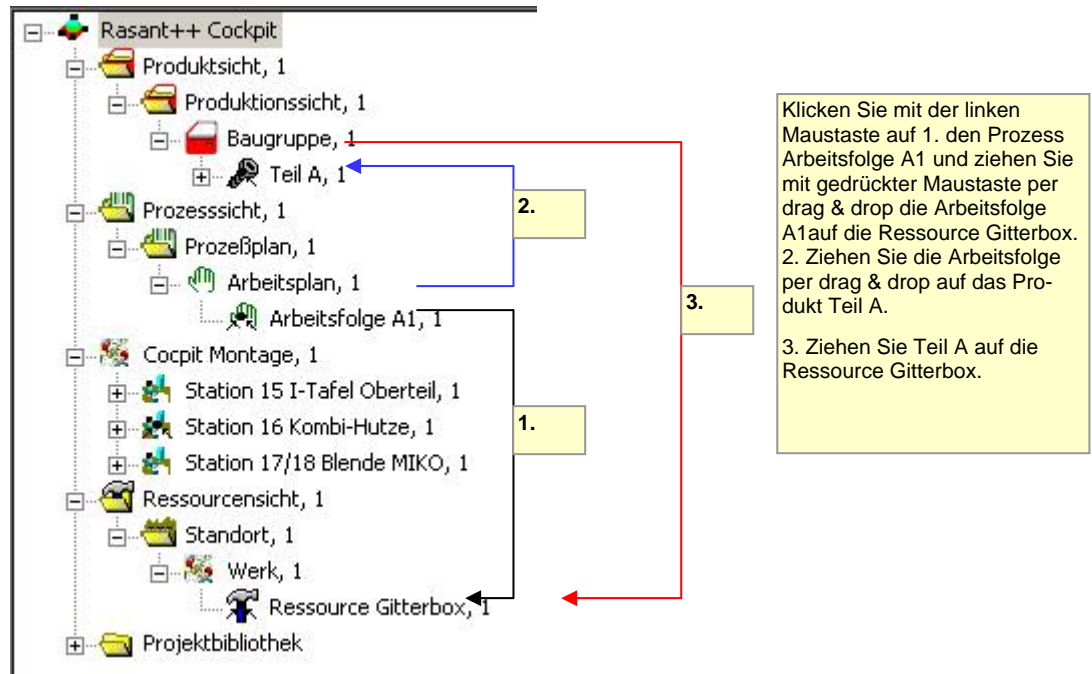 Rasant++ Cockpit
Produktsicht, 1
Produktionssicht, 1
Baugruppe, 1
Teil A, 1
Prozesssicht, 1
Prozeßplan, 1
Arbeitsplan, 1
Arbeitsfolge A1, 1
Cocpit Montage, 1
Station 15 I-Tafel Oberteil, 1
Station 16 Kombi-Hutze, 1
Station 17/18 Blende MIKO, 1
Ressourcensicht, 1
Standort, 1
Werk, 1
Ressource Gitterbox, 1
Projektbibliothek
2.
3.
1.
Klicken Sie mit der linken
Maustaste auf 1. den Prozess
Arbeitsfolge A1 und ziehen Sie
mit gedrückter Maustaste per
drag & drop die Arbeitsfolge
A1auf die Ressource Gitterbox.
2. Ziehen Sie die Arbeitsfolge
per drag & drop auf das Pro-
dukt Teil A.
3. Ziehen Sie Teil A auf die
Ressource Gitterbox.